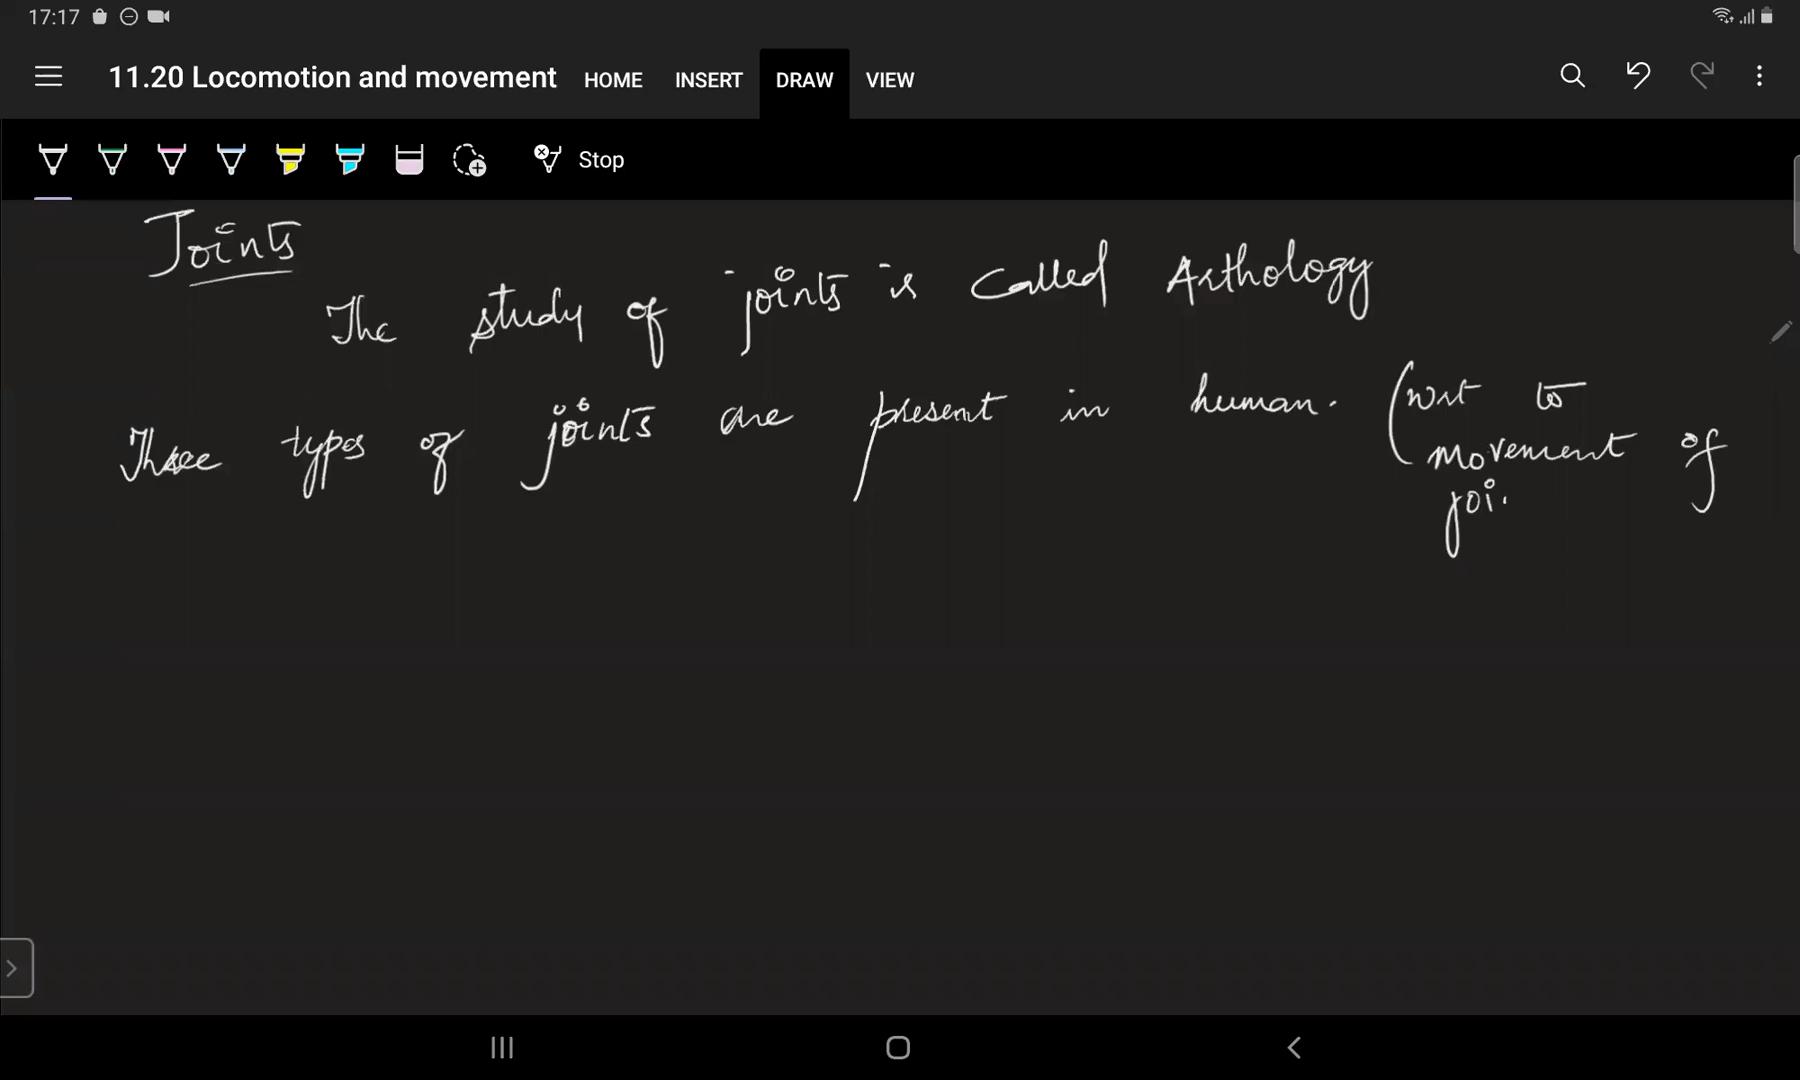 17:17
11.20 Locomotion and movement HOME INSERT DRAW VIEW
Stop
Joints
The study of joints is called Arthology
Three types of joints are present in human. (wrt to
movement of
joi.